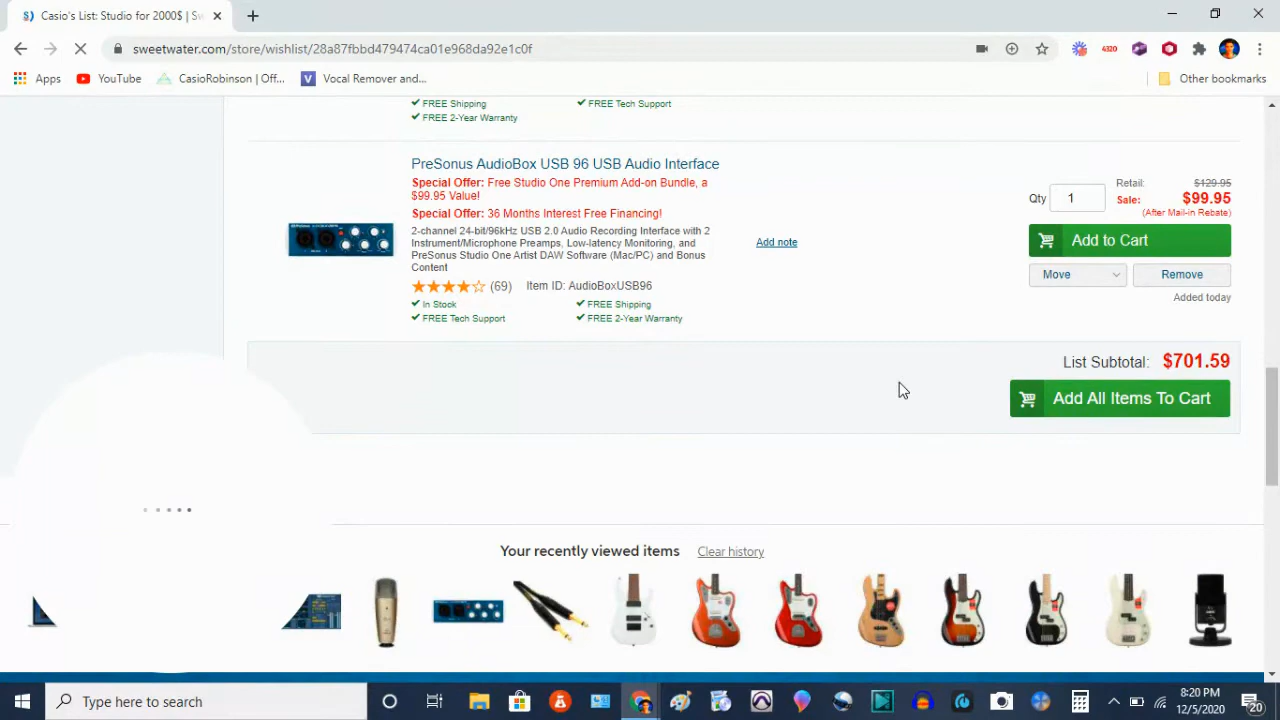 Casio's List: Studio for 2000$ | Sw
sweetwater.com/store/wishlist/28a87fbbd479474ca01e968da92e1c0f
4320
Apps
YouTube
CasioRobinson | Off...
Vocal Remover and...
Other bookmarks
FREE Shipping
FREE Tech Support
FREE 2-Year Warranty
PreSonus AudioBox USB 96 USB Audio Interface
Special Offer: Free Studio One Premium Add-on Bundle, a
$99.95 Value!
Special Offer: 36 Months Interest Free Financing!
2-channel 24-bit/96kHz USB 2.0 Audio Recording Interface with 2
Instrument/Microphone Preamps, Low-latency Monitoring, and
PreSonus Studio One Artist DAW Software (Mac/PC) and Bonus
Content
(69) Item ID: AudioBoxUSB96
In Stock
FREE Shipping
FREE Tech Support
FREE 2-Year Warranty
Add note
Qty 1
Retail: $129.95
Sale: $99.95
(After Mail-in Rebate)
Add to Cart
Move
Remove
Added today
List Subtotal: $701.59
Add All Items To Cart
Your recently viewed items Clear history
Type here to search
8:20 PM
12/5/2020
20